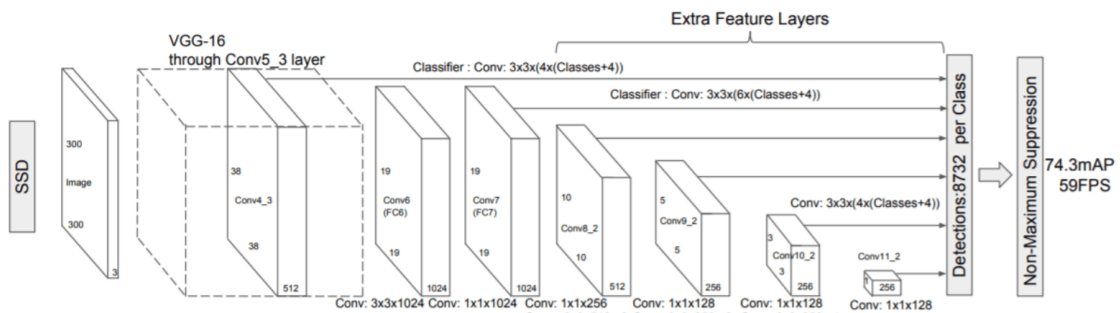 Extra Feature Layers
VGG-16
through Conv5_3 layer
Classifier : Conv: 3x3x(4x(Classes+4))
Classifier : Conv: 3x3x(6x(Classes+4))
Conv: 3x3x(4x(Classes+4))
SSD
300
Image
300
3
38
Conv4_3
38
512
19
Conv6
(FC6)
19
1024
19
Conv7
(FC7)
19
1024
10
Conv8_2
10
512
5
Conv9_2
5
256
3
Conv10_2
3
256
Conv11_2
256
Detections:8732 per Class
Non-Maximum Suppression
74.3mAP
59FPS
Conv: 3x3x1024
Conv: 1x1x1024
Conv: 1x1x256
Conv: 1x1x128
Conv: 1x1x128
Conv: 1x1x128